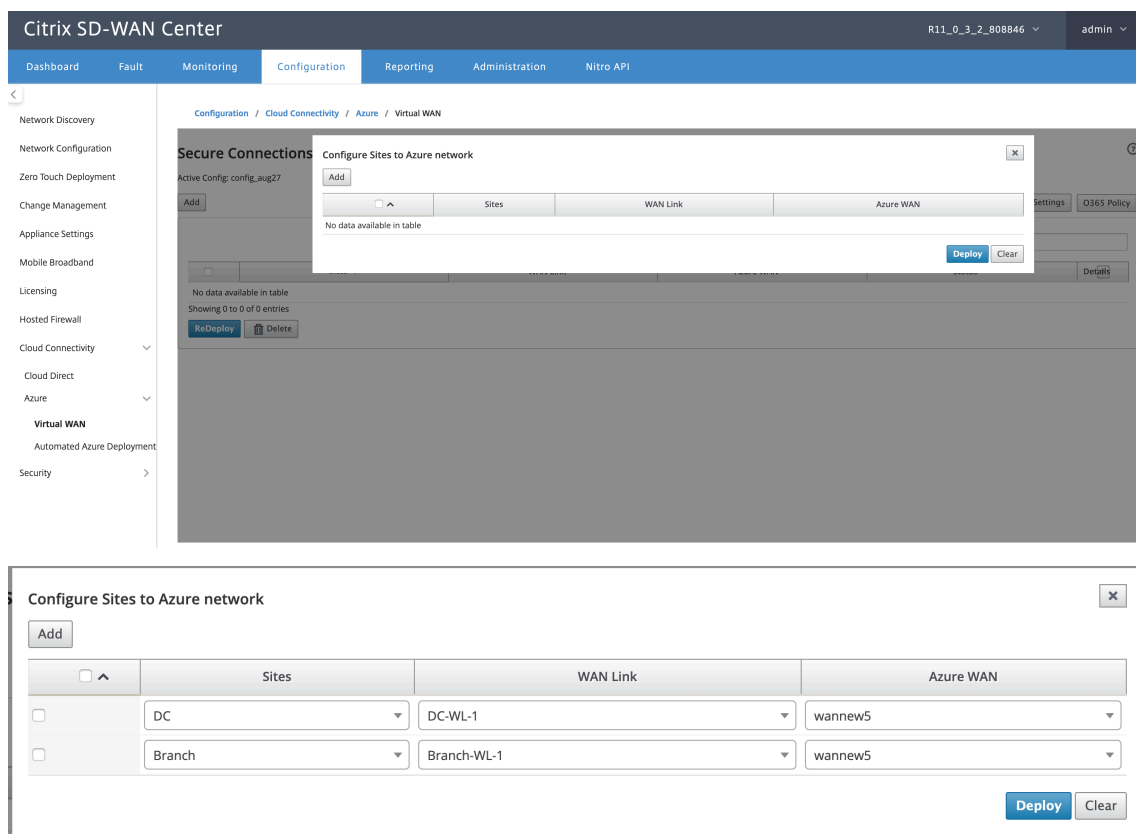 Citrix SD-WAN Center R11_0_3_2_808846 admin
Dashboard Fault Monitoring Configuration Reporting Administration Nitro API
Network Discovery
Network Configuration
Zero Touch Deployment
Change Management
Appliance Settings
Mobile Broadband
Licensing
Hosted Firewall
Cloud Connectivity
Cloud Direct
Azure
Virtual WAN
Automated Azure Deployment
Security
Configuration / Cloud Connectivity / Azure / Virtual WAN
Secure Connections
Active Config: config_aug27
Add
Settings O365 Policy
WAN Link Azure WAN Status Details
No data available in table
Showing 0 to 0 of 0 entries
ReDeploy Delete
Configure Sites to Azure network
Add
Sites WAN Link Azure WAN
No data available in table
Deploy Clear
Configure Sites to Azure network
Add
Sites WAN Link Azure WAN
DC DC-WL-1 wannew5
Branch Branch-WL-1 wannew5
Deploy Clear